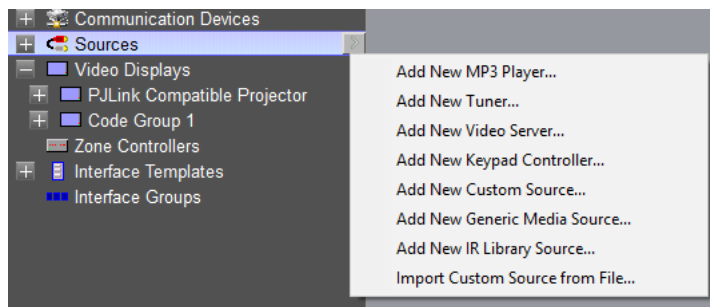 Communication Devices
Sources
Video Displays
PJLink Compatible Projector
Code Group 1
Zone Controllers
Interface Templates
Interface Groups
Add New MP3 Player...
Add New Tuner...
Add New Video Server...
Add New Keypad Controller...
Add New Custom Source...
Add New Generic Media Source...
Add New IR Library Source...
Import Custom Source from File...